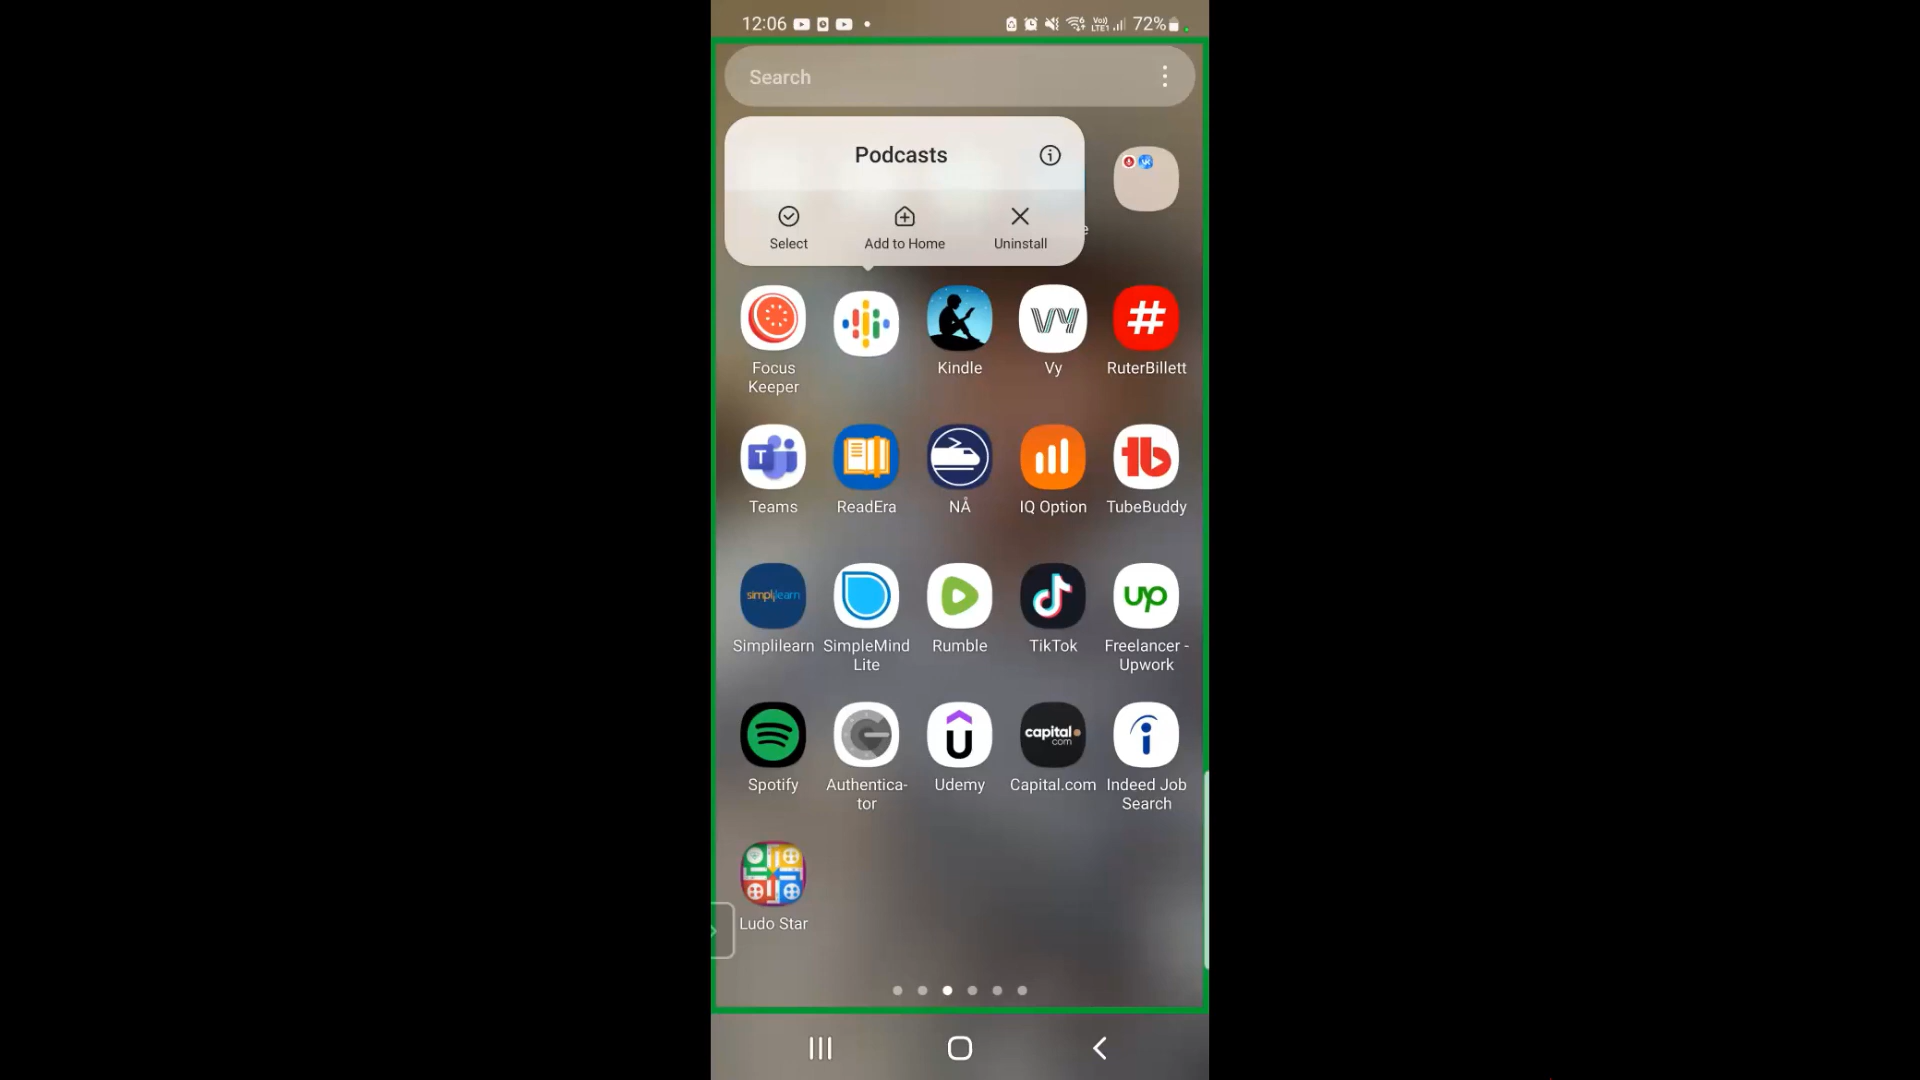 12:06
Vo)) LTE1 72%
Search
Podcasts
Select Add to Home Uninstall
e
Focus Keeper
Kindle
Vy
RuterBillett
T
Teams ReadEra NÅ IQ Option TubeBuddy
simplilearn
up
Simplilearn SimpleMind Lite Rumble TikTok Freelancer - Upwork
capital com
Spotify Authentica- tor Udemy Capital.com Indeed Job Search
Ludo Star